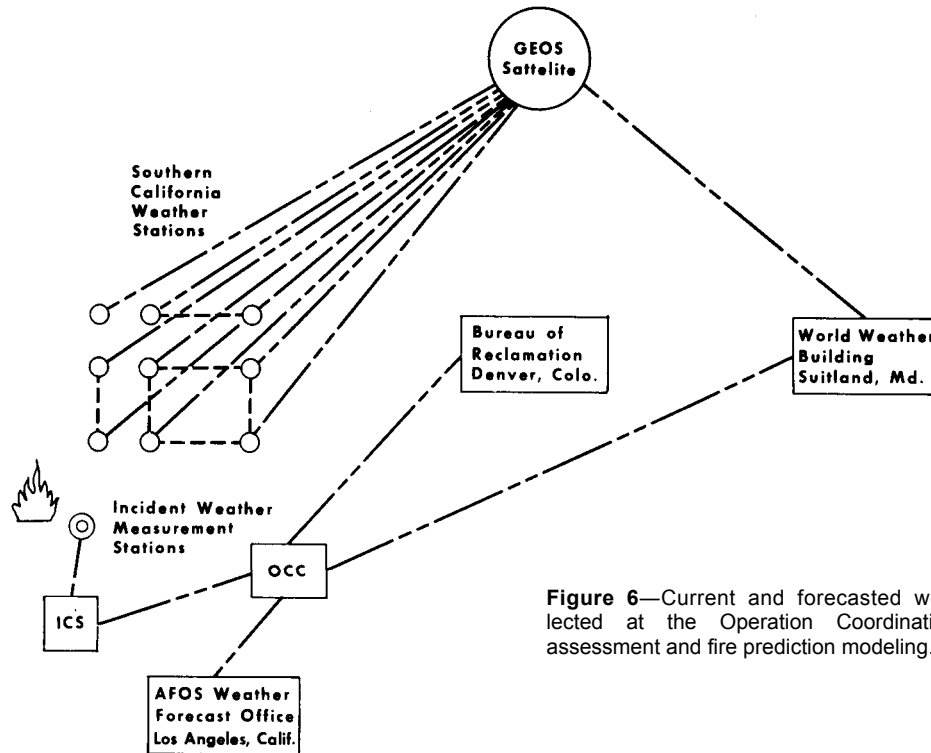 GEOS
Sattelite
Southern
California
Weather
Stations
Bureau of
Reclamation
Denver, Colo.
World Weather
Building
Suitland, Md.
Incident Weather
Measurement
Stations
OCC
ICS
Figure 6—Current and forecasted we
lected at the Operation Coordinati
assessment and fire prediction modeling.
AFOS Weather
Forecast Office
Los Angeles, Calif.